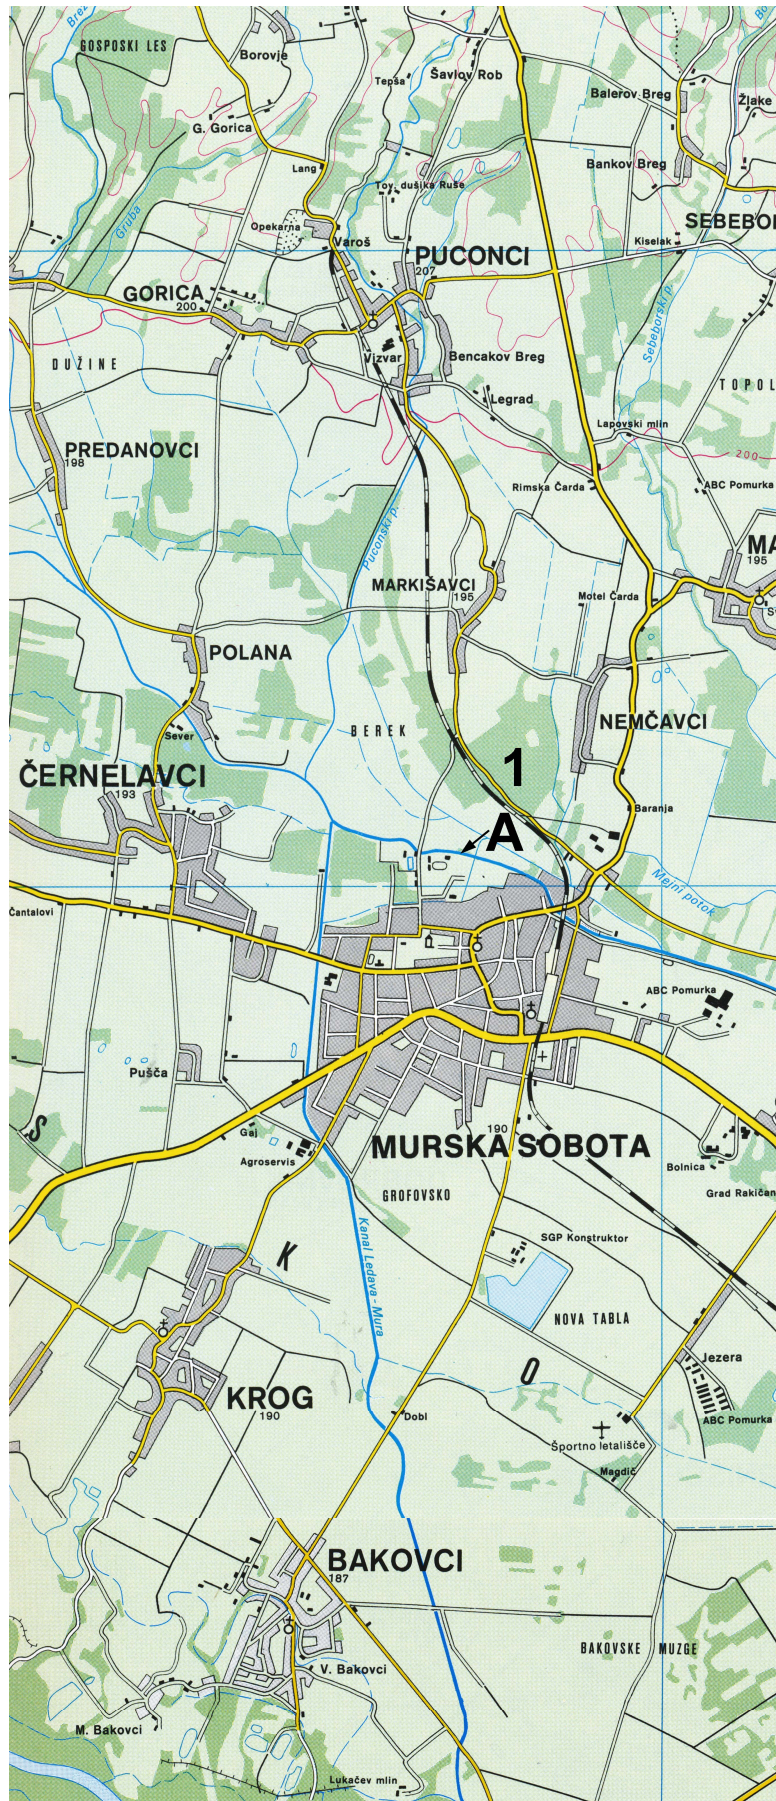 GOSPOSKI LES
Borovje
Tepša
Šavlov Rob
Balerov Breg
Žlake
G. Gorica
Lang
Bankov Breg
Tov. dušika Ruše
Gruba
Opekarna
Varoš
PUCONCI
207
Kiselak
GORICA
200
Sebeborski p.
Vizvar
Bencakov Breg
DUŽINE
Legrad
Lapovski mlin
PREDANOVCI
198
200
Rimska Čarda
ABC Pomurka
Puconski p.
195
MARKIŠAVCI
195
Motel Čarda
POLANA
NEMČAVCI
BEREK
Sever
ČERNELAVCI
193
1
Baranja
A
Melni potok
Čantalovi
ABC Pomurka
Pušča
S
190
Gaj
MURSKA SOBOTA
Agroservis
Bolnica
GROFOVSKO
Grad Rakičan
Kanal Ledava - Mura
SGP Konstruktor
K
NOVA TABLA
Jezera
O
KROG
190
Dobl
ABC Pomurka
Športno letališče
Magdič
BAKOVCI
187
BAKOVSKE MUZGE
V. Bakovci
M. Bakovci
Lukačev mlin